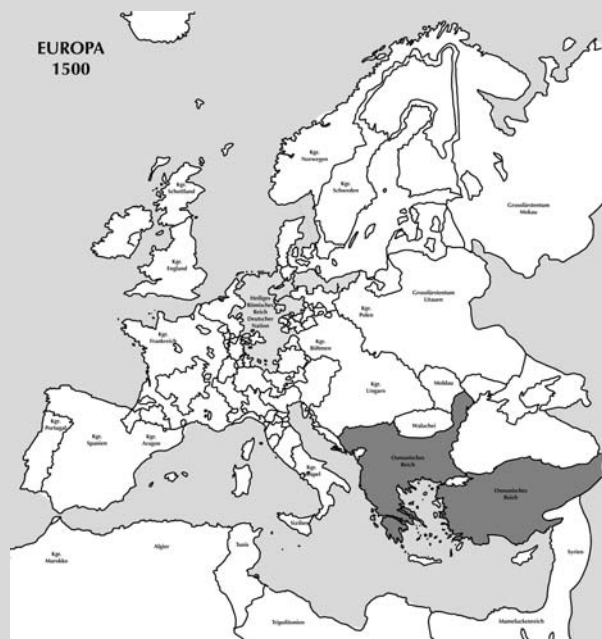 EUROPA
1500
Kgr.
Norwegen
Kgr.
Schweden
Kgr.
Schottland
Grossfürstentum
Moskau
Kgr.
England
Heiliges
Römisches
Reich
Deutscher
Nation
Grossfürstentum
Litauen
Kgr.
Polen
Kgr.
Frankreich
Kgr.
Böhmen
Kgr.
Ungarn
Moldau
Walachei
Kgr.
Portugal
Kgr.
Spanien
Kgr.
Aragon
Osmanisches
Reich
Kgr.
Neapel
Osmanisches
Reich
Sizilien
Kgr.
Marokko
Algier
Tunis
Syrien
Tripolitanien
Mameluckenreich